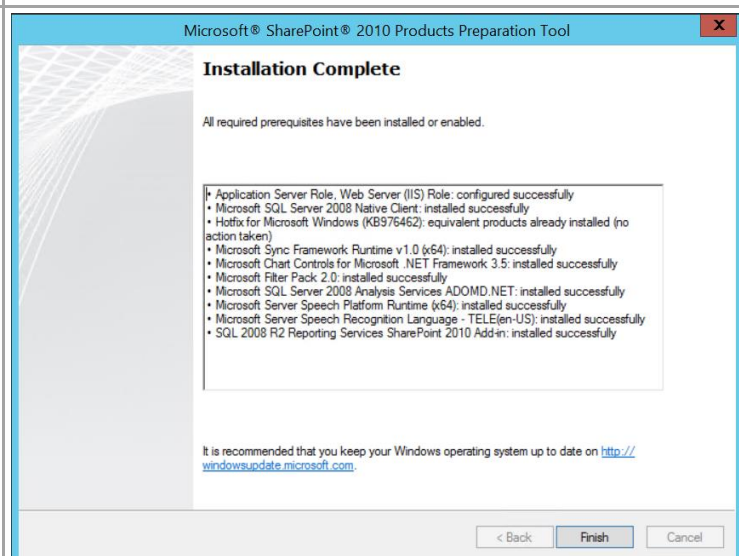 Microsoft® SharePoint® 2010 Products Preparation Tool
X
Installation Complete
All required prerequisites have been installed or enabled.
• Application Server Role, Web Server (IIS) Role: configured successfully
• Microsoft SQL Server 2008 Native Client: installed successfully
• Hotfix for Microsoft Windows (KB976462): equivalent products already installed (no
action taken)
• Microsoft Sync Framework Runtime v1.0 (x64): installed successfully
• Microsoft Chart Controls for Microsoft .NET Framework 3.5: installed successfully
• Microsoft Filter Pack 2.0: installed successfully
• Microsoft SQL Server 2008 Analysis Services ADOMD.NET: installed successfully
• Microsoft Server Speech Platform Runtime (x64): installed successfully
• Microsoft Server Speech Recognition Language - TELE(en-US): installed successfully
• SQL 2008 R2 Reporting Services SharePoint 2010 Add-in: installed successfully
It is recommended that you keep your Windows operating system up to date on http://
windowsupdate.microsoft.com.
< Back Finish Cancel